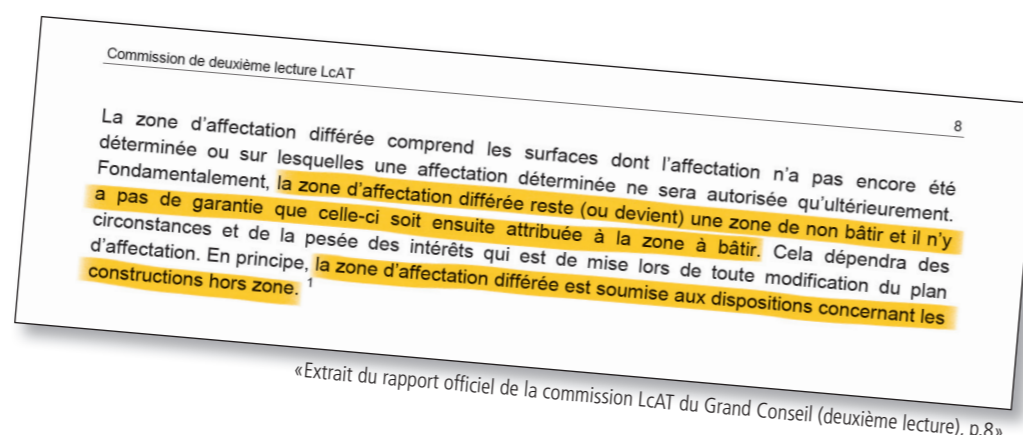 Commission de deuxième lecture LcAT
8
La zone d'affectation différée comprend les surfaces dont l'affectation n'a pas encore été
déterminée ou sur lesquelles une affectation déterminée ne sera autorisée qu'ultérieurement.
Fondamentalement, la zone d'affectation différée reste (ou devient) une zone de non bâtir et il n'y
a pas de garantie que celle-ci soit ensuite attribuée à la zone à bâtir. Cela dépendra des
circonstances et de la pesée des intérêts qui est de mise lors de toute modification du plan
d'affectation. En principe, la zone d'affectation différée est soumise aux dispositions concernant les
constructions hors zone. 1
«Extrait du rapport officiel de la commission LcAT du Grand Conseil (deuxième lecture), p.8»